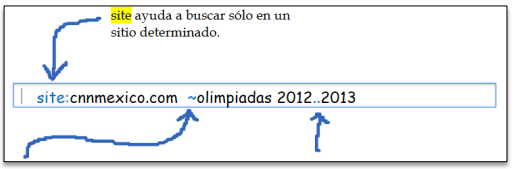 site ayuda a buscar sólo en un
sitio determinado.
site:cnnmexico.com ~olimpiadas 2012..2013